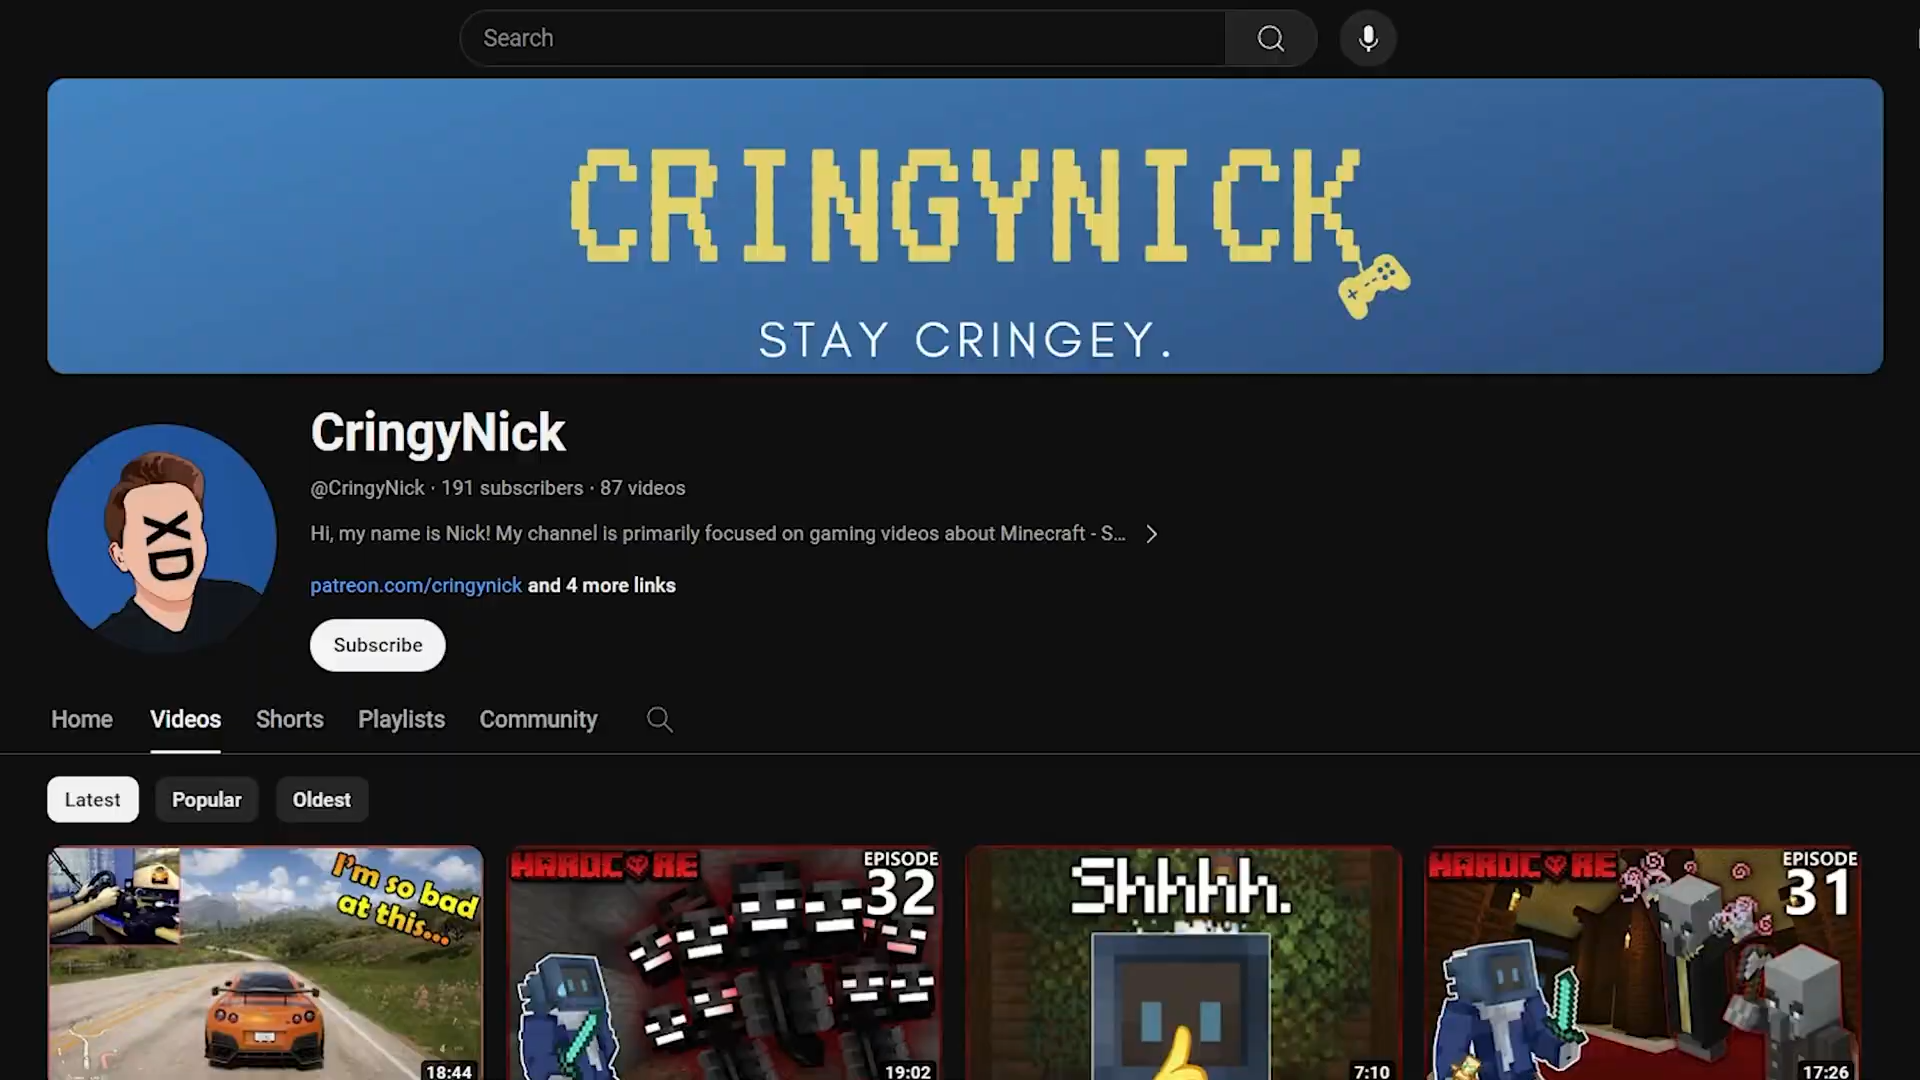 Search
CRINGYNICK
STAY CRINGEY.
XD
CringyNick
@CringyNick · 191 subscribers · 87 videos
Hi, my name is Nick! My channel is primarily focused on gaming videos about Minecraft - S...
patreon.com/cringynick and 4 more links
Subscribe
Home Videos Shorts Playlists Community
Latest Popular Oldest
I'm so bad
at this...
18:44
HARDCORE
EPISODE
32
19:02
Shhhh.
7:10
HARDCORE
EPISODE
31
17:26